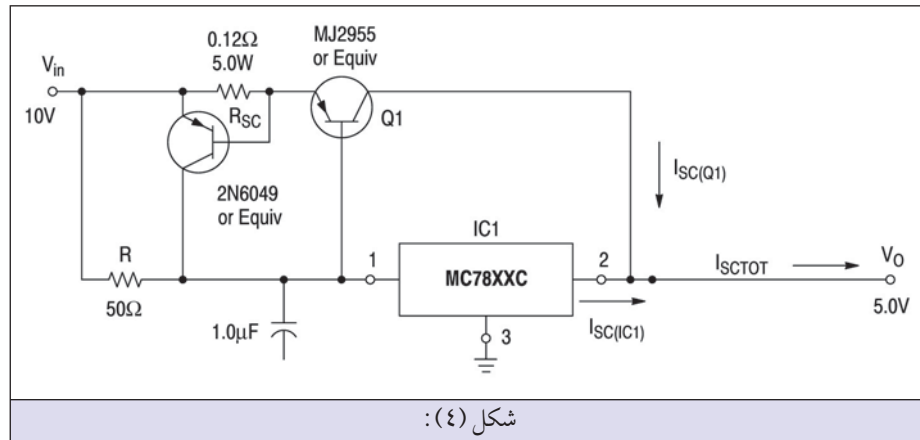 0.12Ω
5.0W
MJ2955
or Equiv
Vin
10V
RSC
Q1
2N6049
or Equiv
ISC(Q1)
R
50Ω
1
IC1
MC78XXC
2
ISCTOT
VO
5.0V
1.0µF
3
ISC(IC1)
شكل (٤):